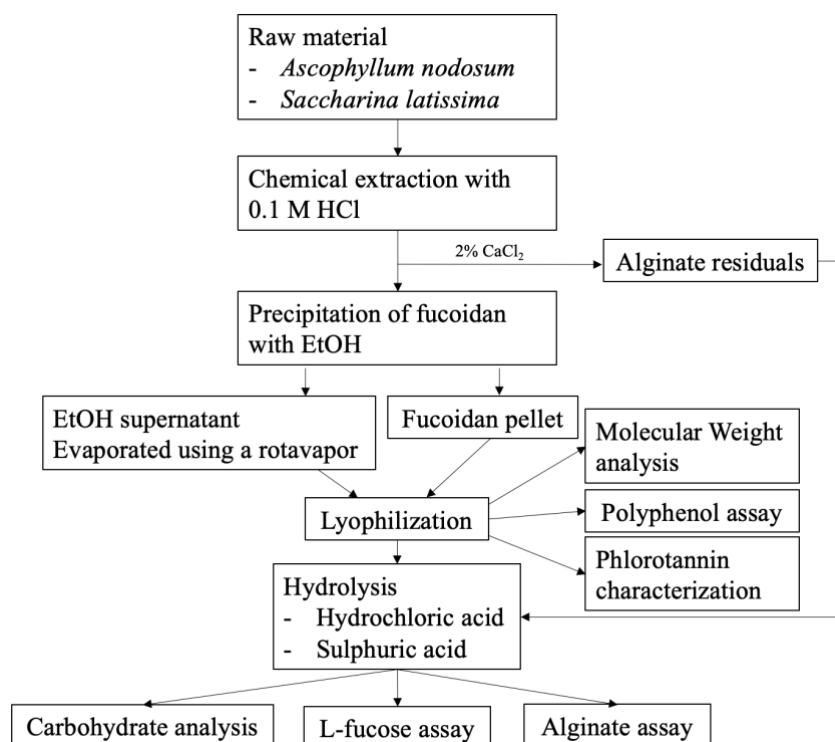 Raw material
- Ascophyllum nodosum
- Saccharina latissima
Chemical extraction with
0.1 M HCl
2% CaCl₂
Alginate residuals
Precipitation of fucoidan
with EtOH
EtOH supernatant
Evaporated using a rotavapor
Fucoidan pellet
Molecular Weight
analysis
Lyophilization
Polyphenol assay
Phlorotannin
characterization
Hydrolysis
- Hydrochloric acid
- Sulphuric acid
Carbohydrate analysis
L-fucose assay
Alginate assay